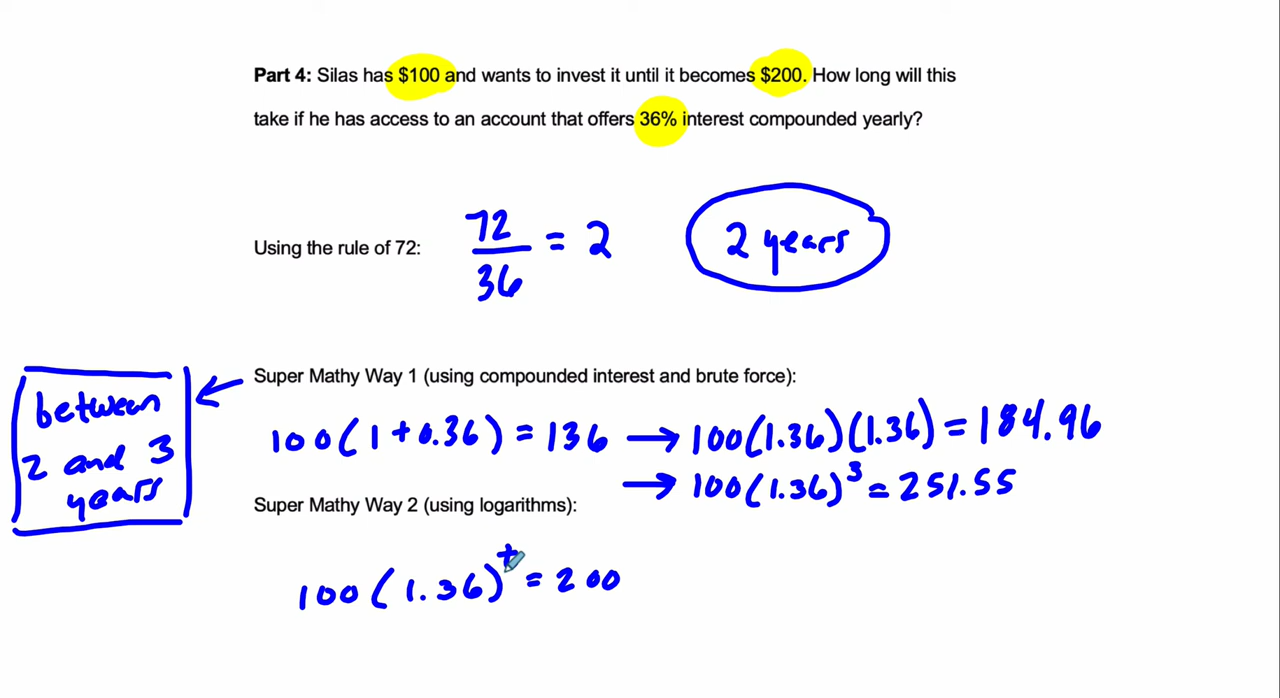 Part 4: Silas has $100 and wants to invest it until it becomes $200. How long will this
take if he has access to an account that offers 36% interest compounded yearly?
Using the rule of 72: 72/36 = 2 2 years
Super Mathy Way 1 (using compounded interest and brute force):
between
2 and 3
years
100(1+0.36) = 136 → 100(1.36)(1.36) = 184.96
→ 100(1.36)³ = 251.55
Super Mathy Way 2 (using logarithms):
100(1.36)^t = 200